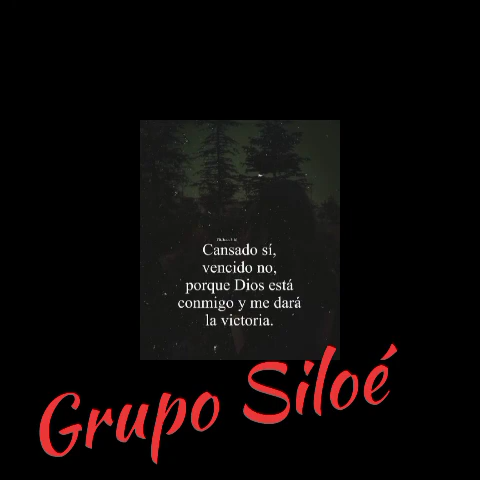 Cansado sí,
vencido no,
porque Dios está
conmigo y me dará
la victoria.
Grupo Siloé